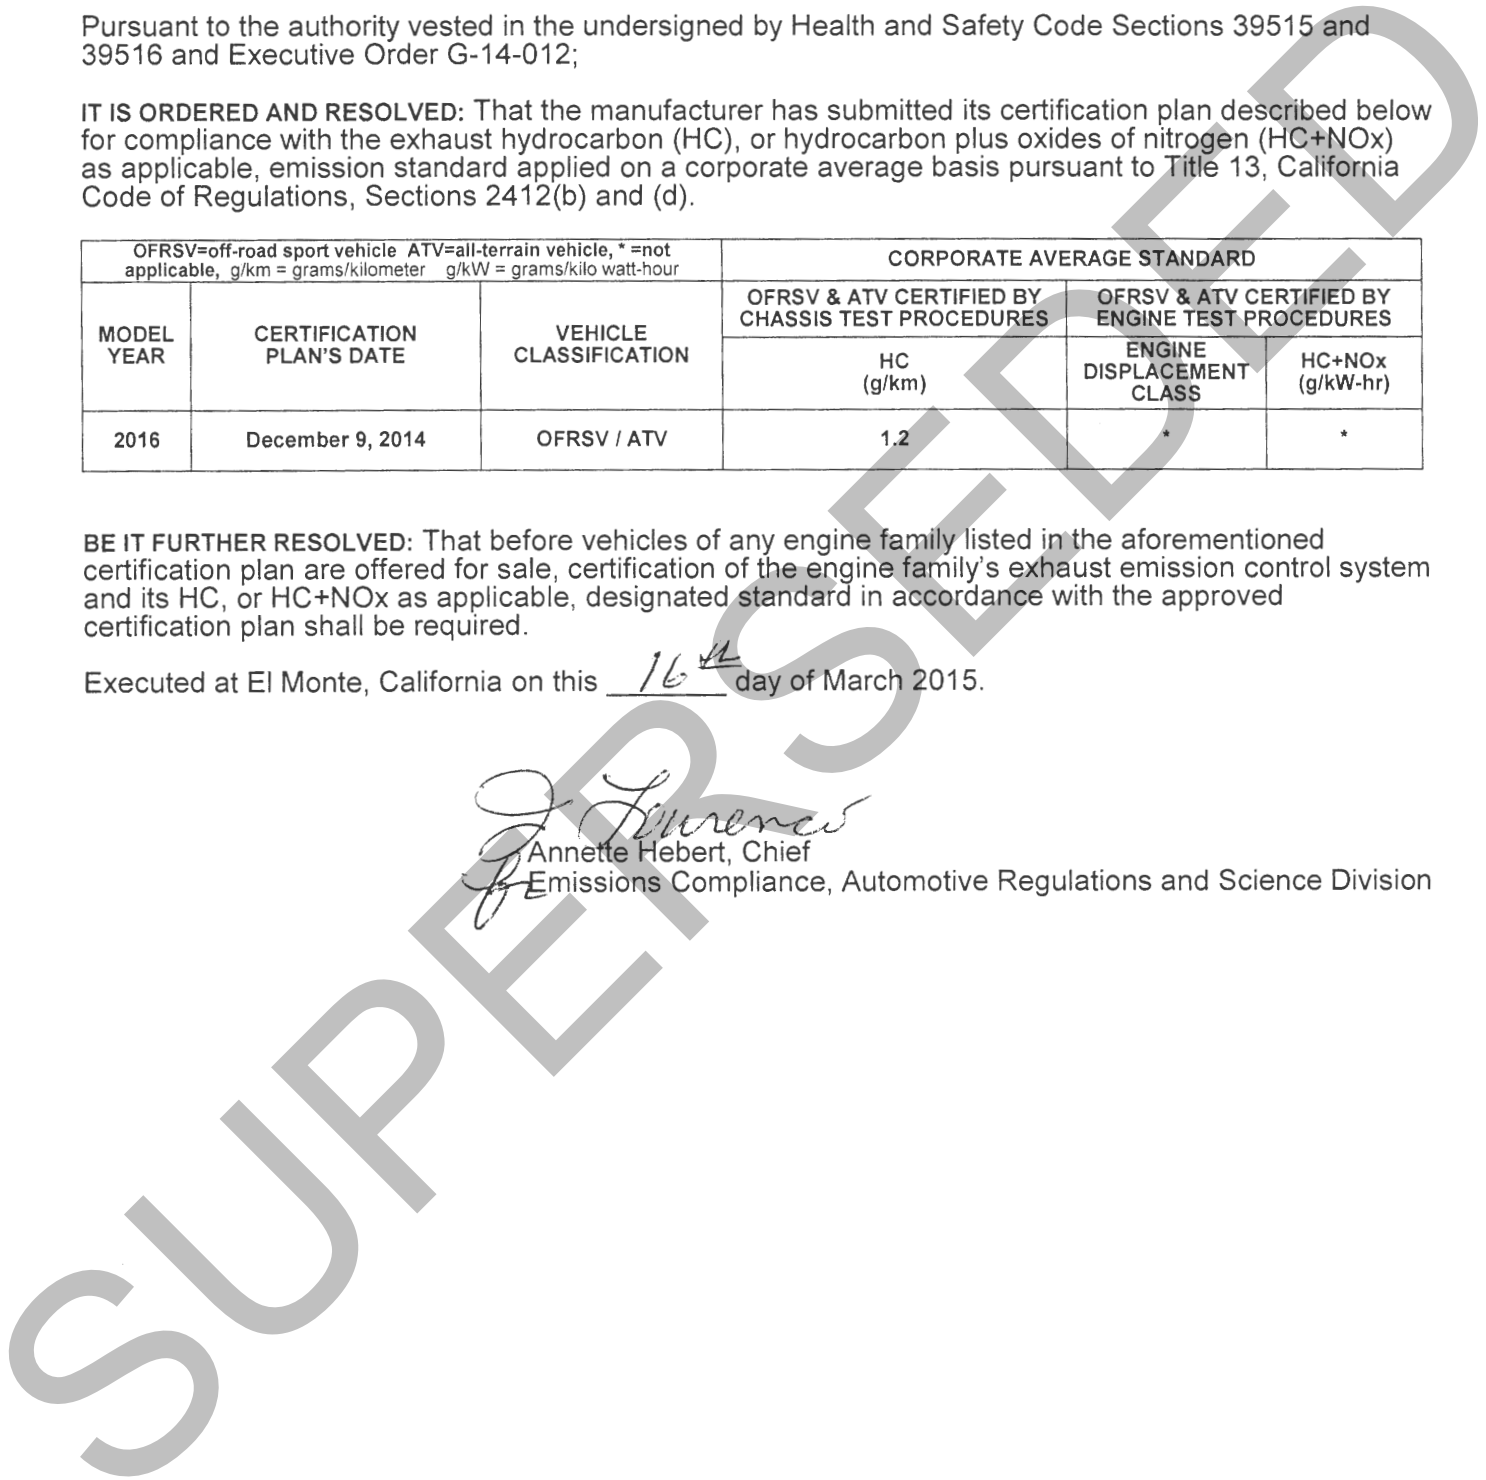 Pursuant to the authority vested in the undersigned by Health and Safety Code Sections 39515 and
39516 and Executive Order G-14-012;
IT IS ORDERED AND RESOLVED: That the manufacturer has submitted its certification plan described below
for compliance with the exhaust hydrocarbon (HC), or hydrocarbon plus oxides of nitrogen (HC+NOx)
as applicable, emission standard applied on a corporate average basis pursuant to Title 13, California
Code of Regulations, Sections 2412(b) and (d).
OFRSV=off-road sport vehicle ATV=all-terrain vehicle, * =not
applicable, g/km = grams/kilometer g/kW = grams/kilo watt-hour
CORPORATE AVERAGE STANDARD
MODEL
YEAR
CERTIFICATION
PLAN'S DATE
VEHICLE
CLASSIFICATION
OFRSV & ATV CERTIFIED BY
CHASSIS TEST PROCEDURES
OFRSV & ATV CERTIFIED BY
ENGINE TEST PROCEDURES
HC
(g/km)
ENGINE
DISPLACEMENT
CLASS
HC+NOx
(g/kW-hr)
2016 December 9, 2014 OFRSV / ATV 1.2 * *
BE IT FURTHER RESOLVED: That before vehicles of any engine family listed in the aforementioned
certification plan are offered for sale, certification of the engine family's exhaust emission control system
and its HC, or HC+NOx as applicable, designated standard in accordance with the approved
certification plan shall be required.
Executed at El Monte, California on this 16th day of March 2015.
Annette Hebert, Chief
Emissions Compliance, Automotive Regulations and Science Division
SUPERSEDED